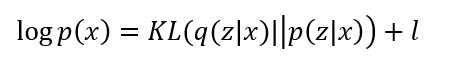 log p(x) = KL(q(z|x)||p(z|x)) + l